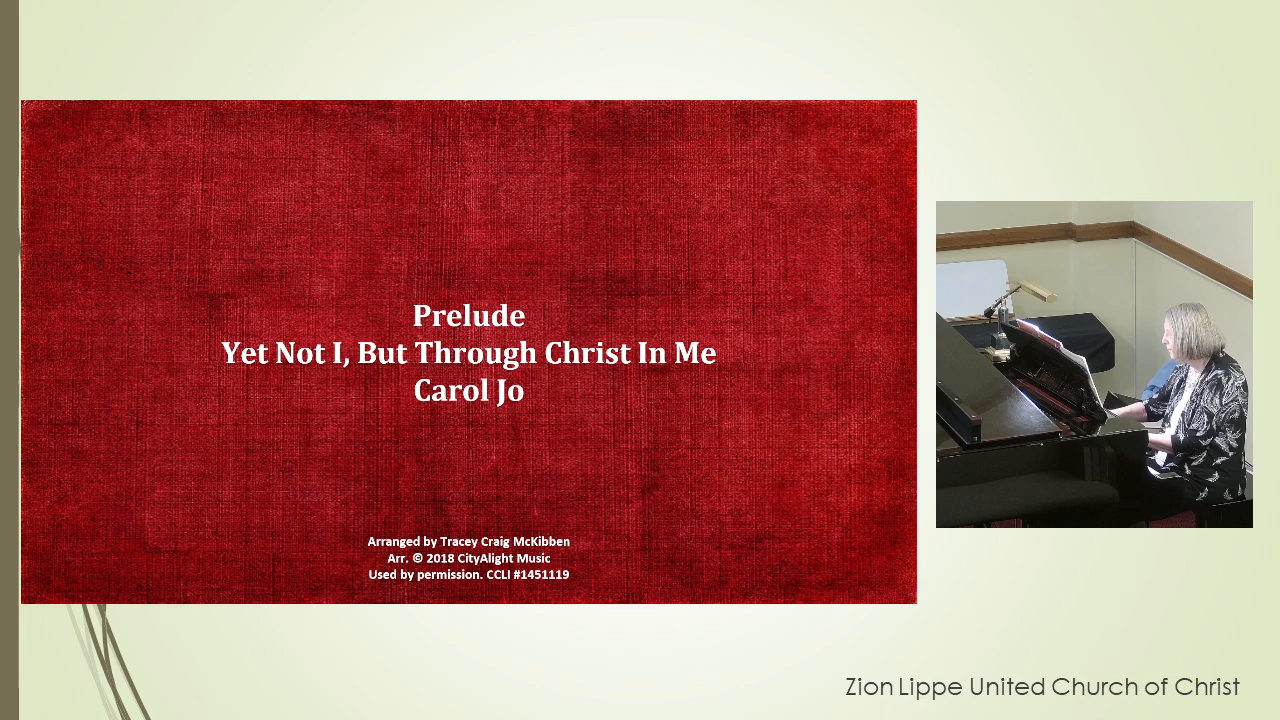 Prelude
Yet Not I, But Through Christ In Me
Carol Jo
Arranged by Tracey Craig McKibben
Arr. © 2018 CityAlight Music
Used by permission. CCLI #1451119
Zion Lippe United Church of Christ